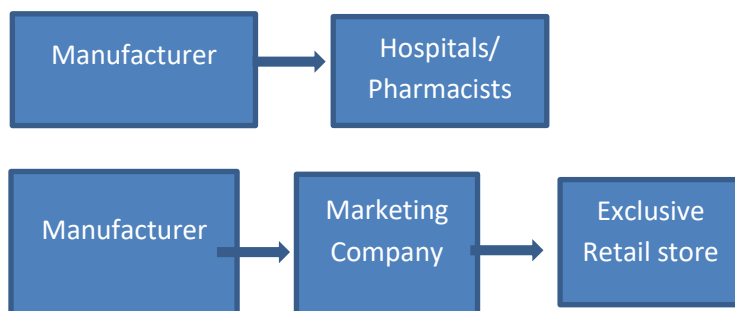 Manufacturer
Hospitals/
Pharmacists
Manufacturer
Marketing
Company
Exclusive
Retail store